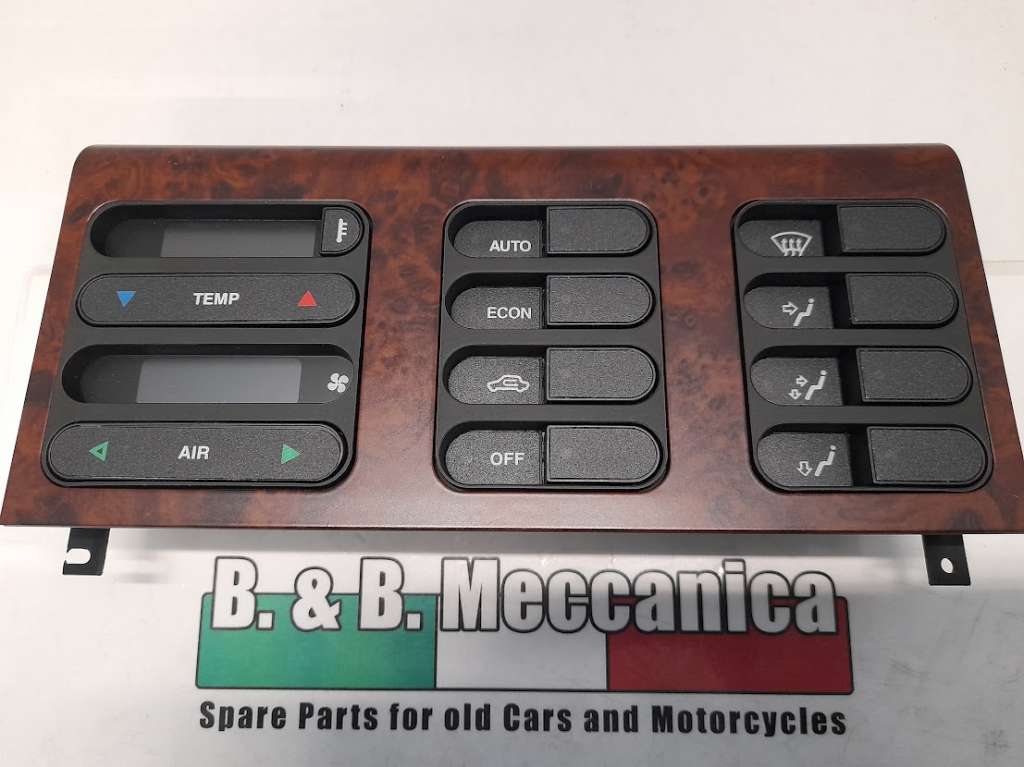 AUTO
TEMP
ECON
AIR
OFF
B. & B. Meccanica
Spare Parts for old Cars and Motorcycles